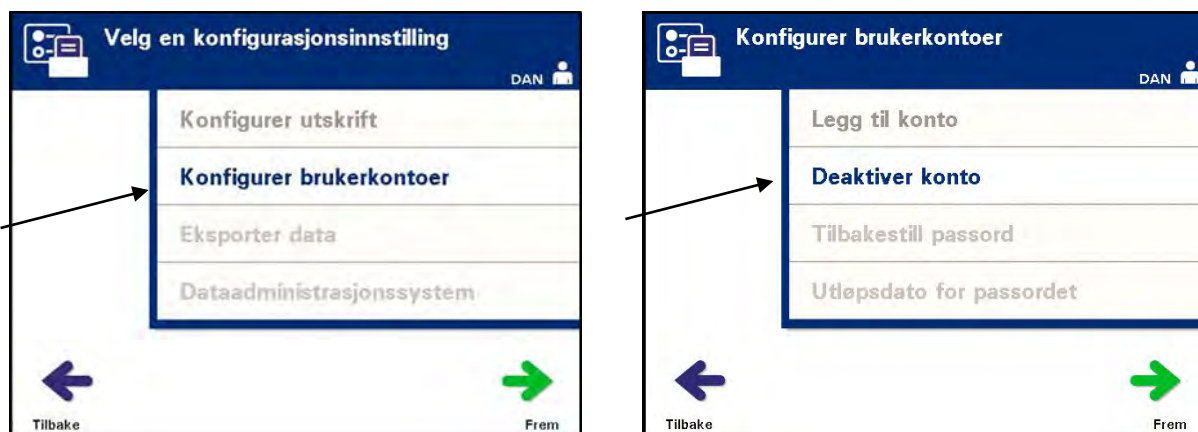 Velg en konfigurasjonsinnstilling
DAN
Konfigurer utskrift
Konfigurer brukerkontoer
Eksporter data
Dataadministrasjonssystem
Tilbake
Frem
Konfigurer brukerkontoer
DAN
Legg til konto
Deaktiver konto
Tilbakestill passord
Utløpsdato for passordet
Tilbake
Frem